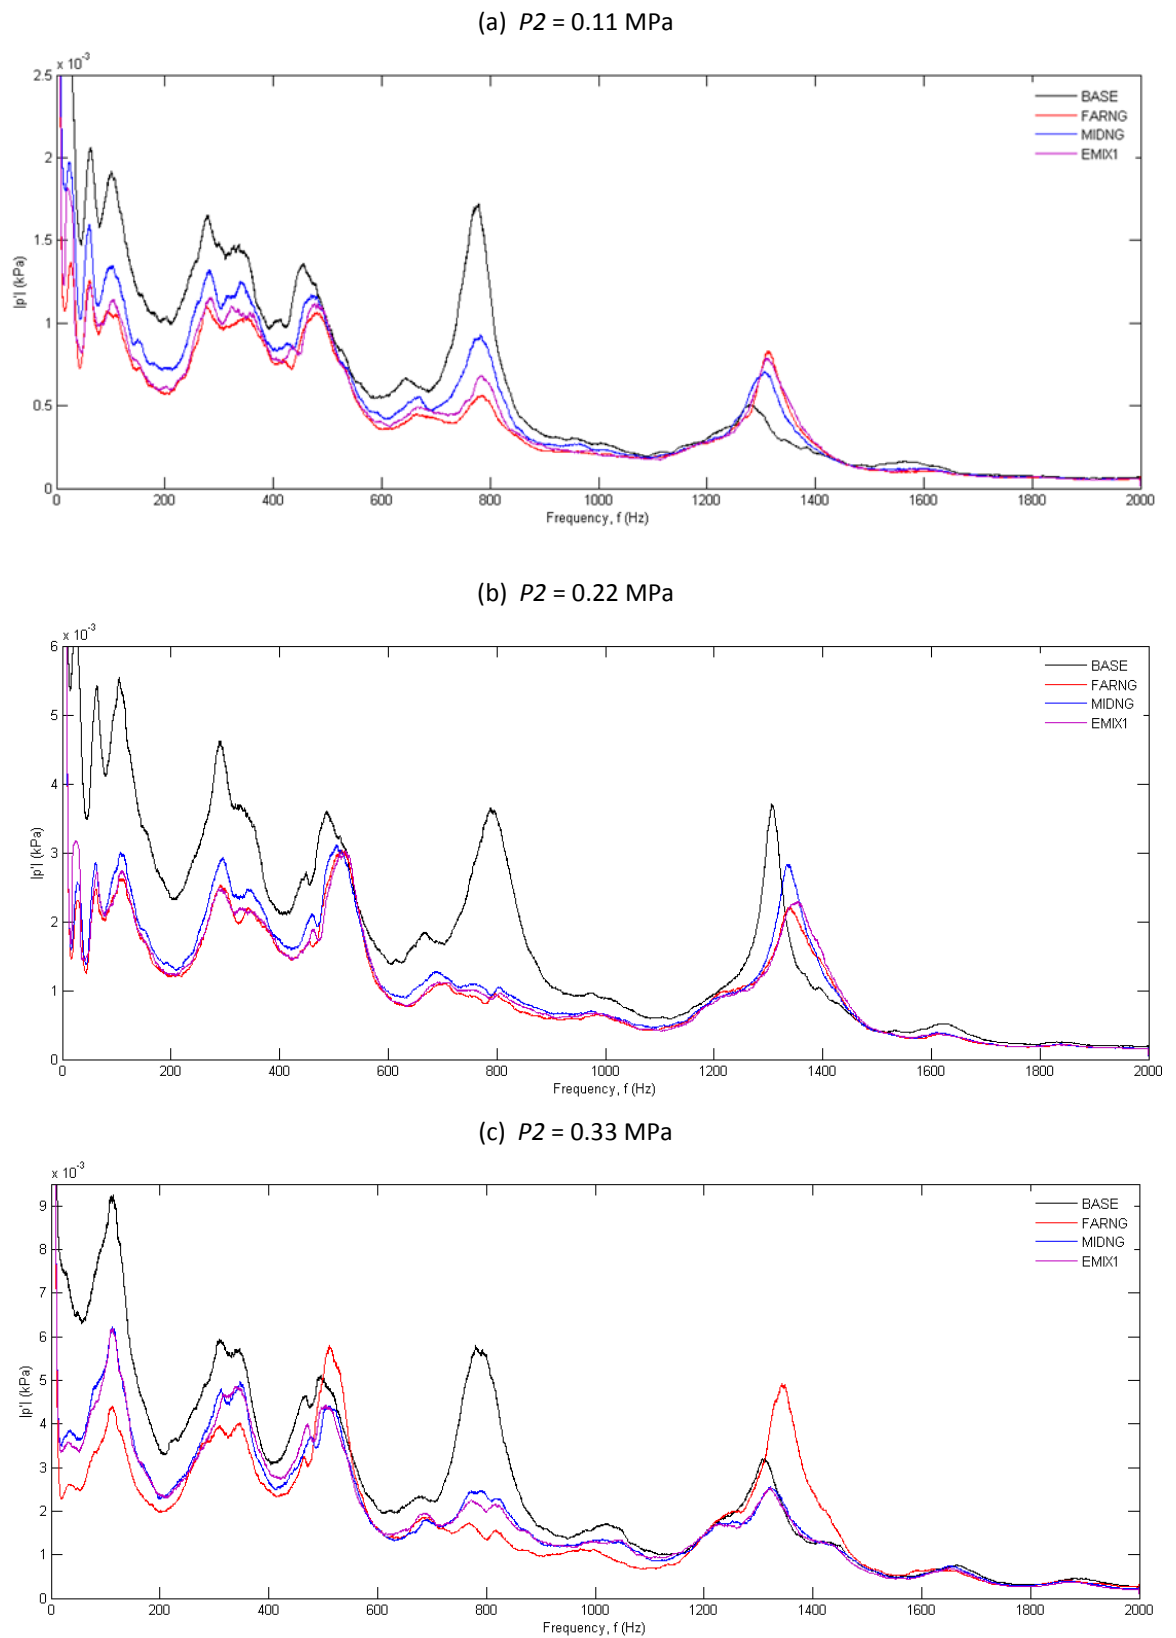 (a) P2 = 0.11 MPa
x 10⁻³
2.5
2
1.5
1
0.5
0
|p'| (kPa)
BASE
FARNG
MIDNG
EMIX1
0 200 400 600 800 1000 1200 1400 1600 1800 2000
Frequency, f (Hz)
(b) P2 = 0.22 MPa
x 10⁻³
6
5
4
3
2
1
0
|p'| (kPa)
BASE
FARNG
MIDNG
EMIX1
0 200 400 600 800 1000 1200 1400 1600 1800 2000
Frequency, f (Hz)
(c) P2 = 0.33 MPa
x 10⁻³
9
8
7
6
5
4
3
2
1
0
|p'| (kPa)
BASE
FARNG
MIDNG
EMIX1
0 200 400 600 800 1000 1200 1400 1600 1800 2000
Frequency, f (Hz)